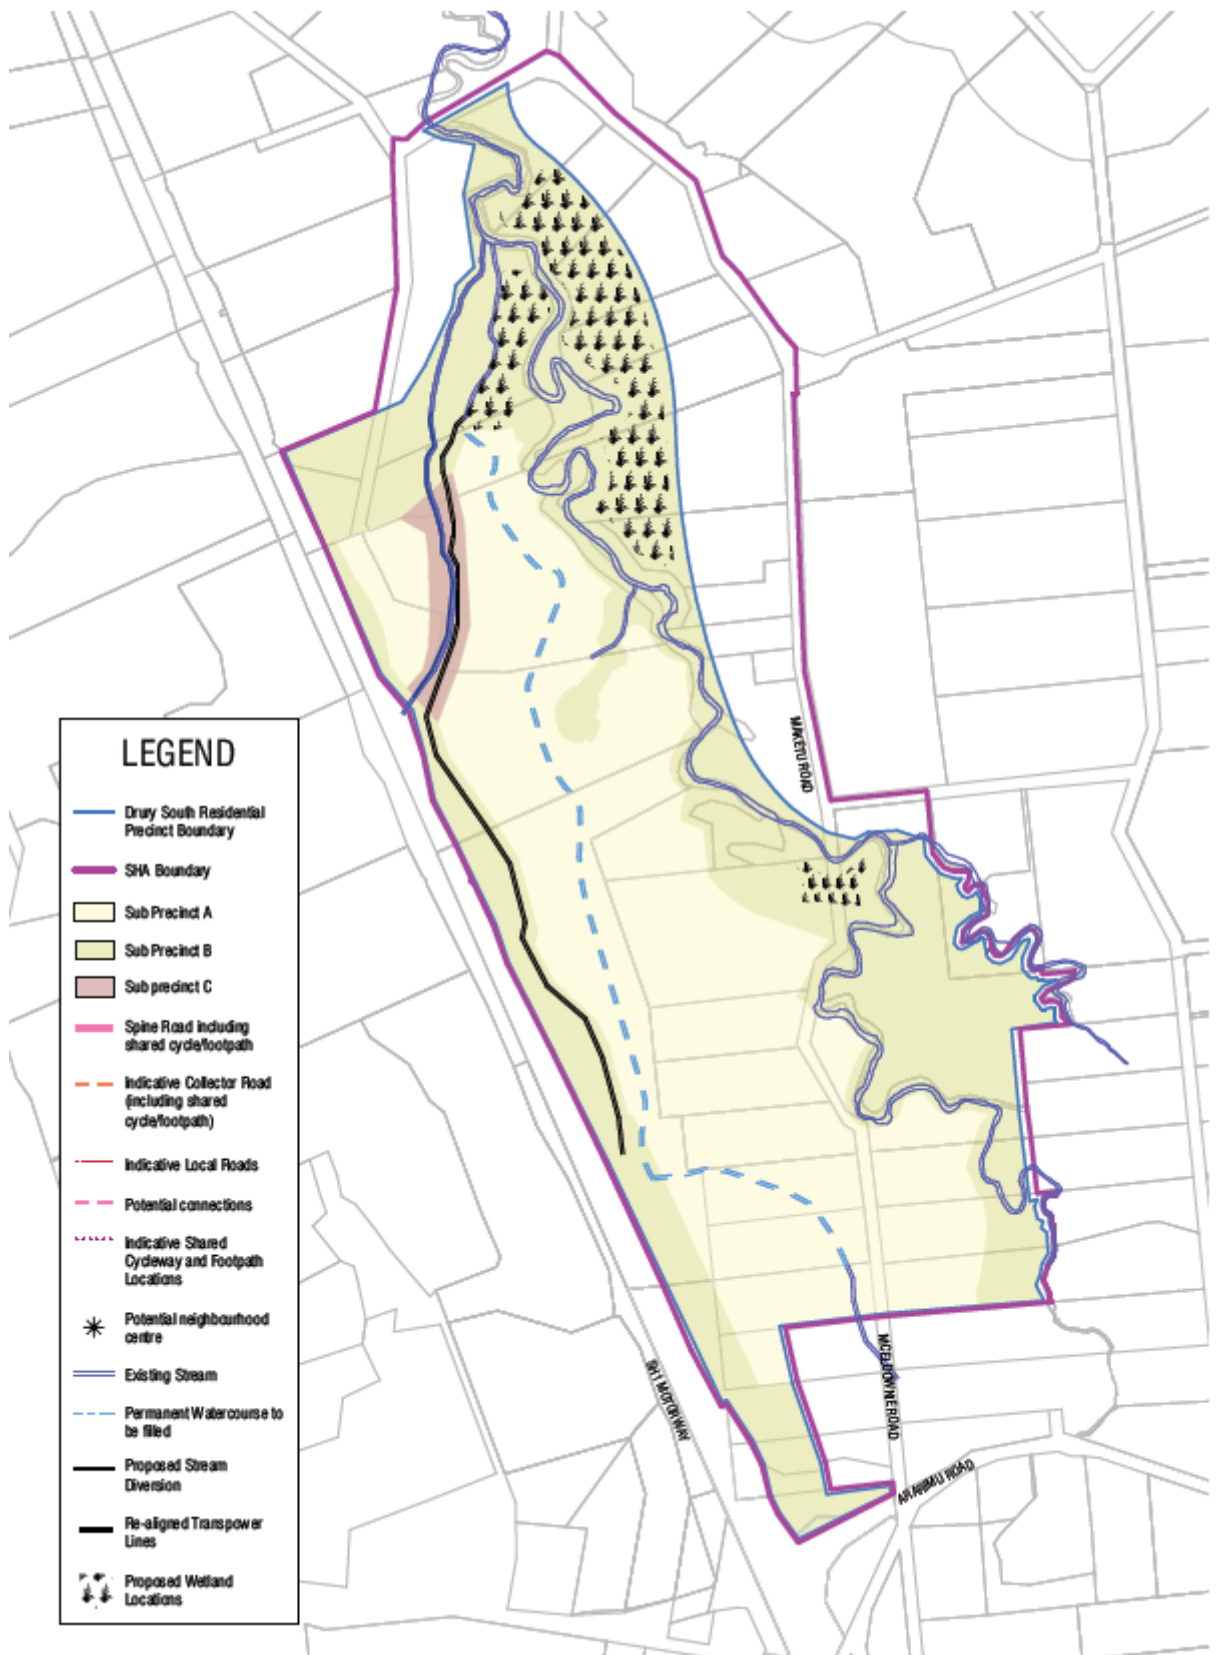 MAKETU ROAD
LEGEND
Drury South Residential
Precinct Boundary
SHA Boundary
Sub Precinct A
Sub Precinct B
Sub precinct C
Spine Road including
shared cycle/footpath
Indicative Collector Road
(including shared
cycle/footpath)
Indicative Local Roads
Potential connections
Indicative Shared
Cycleway and Footpath
Locations
Potential neighbourhood
centre
Existing Stream
Permanent Watercourse to
be filled
Proposed Stream
Diversion
Re-aligned Transpower
Lines
Proposed Wetland
Locations
SH1 MOTORWAY
MCELDOWNE ROAD
ARARIMU ROAD